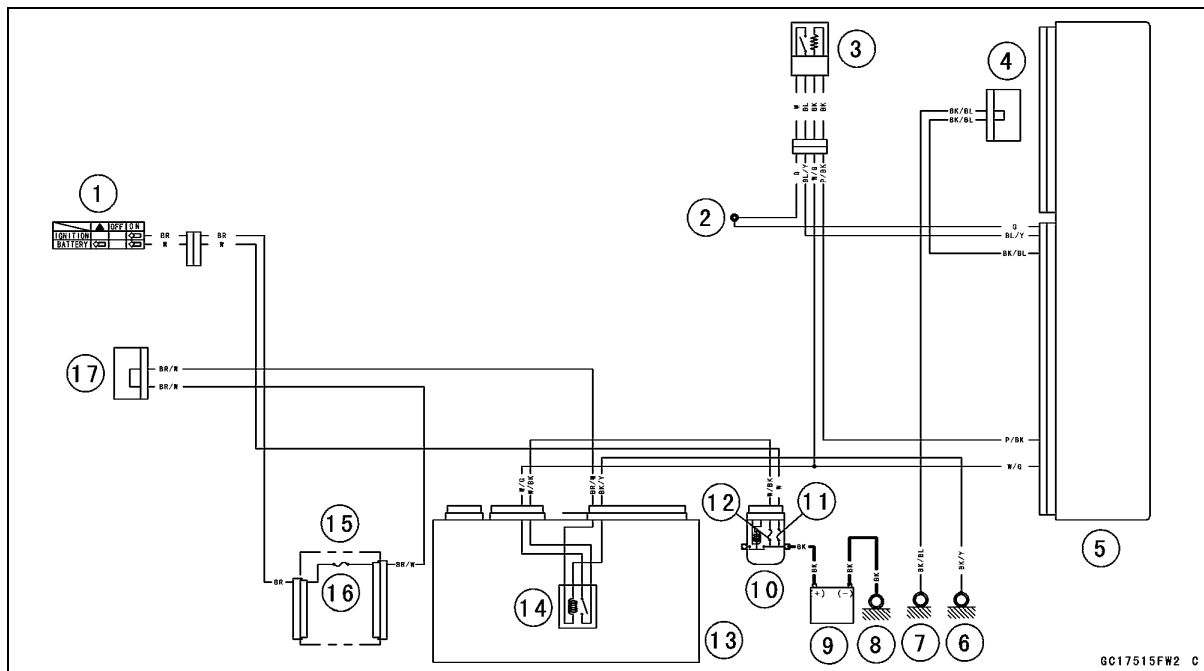 1
OFF ON
IGNITION
BATTERY
BR BR
W W
2
3
W BL BK BK
G BL/Y W/G P/BK
4
BK/BL
BK/BL
G
BL/Y
BK/BL
P/BK
W/G
5
17
BR/W
BR/W
W/G W/BK BR/W BK/Y
W/BK W
12 11
BK
10
BK BK BK
(+) (-)
9
8
BK/BL
7
BK/Y
6
15
BR BR/W
16
14
13
GC17515FW2 C